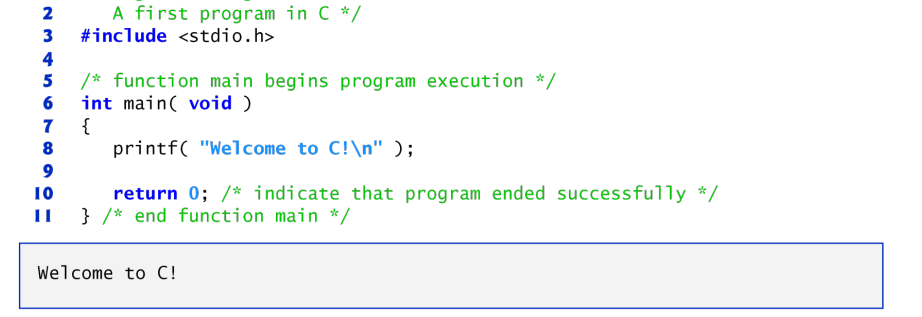 2 A first program in C */
3 #include <stdio.h>
4
5 /* function main begins program execution */
6 int main( void )
7 {
8 printf( "Welcome to C!\n" );
9
10 return 0; /* indicate that program ended successfully */
11 } /* end function main */
Welcome to C!